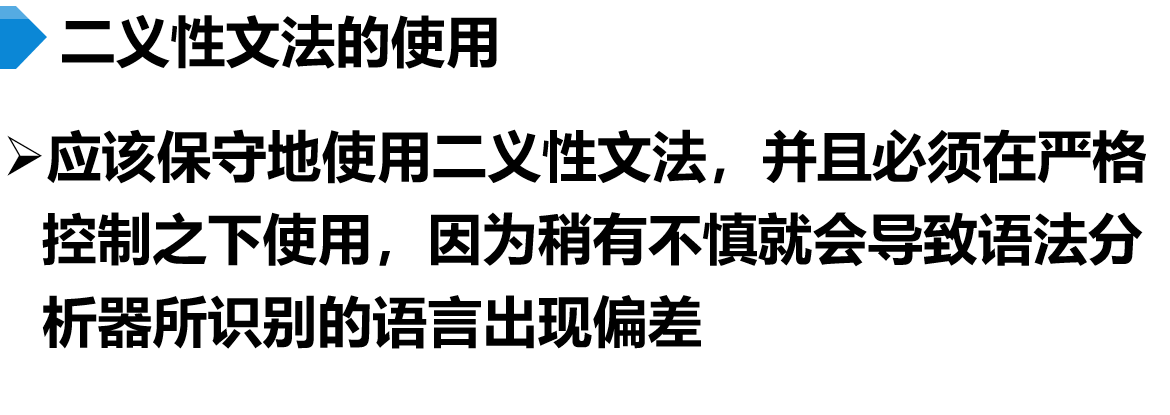 二义性文法的使用
➢应该保守地使用二义性文法，并且必须在严格
控制之下使用，因为稍有不慎就会导致语法分
析器所识别的语言出现偏差